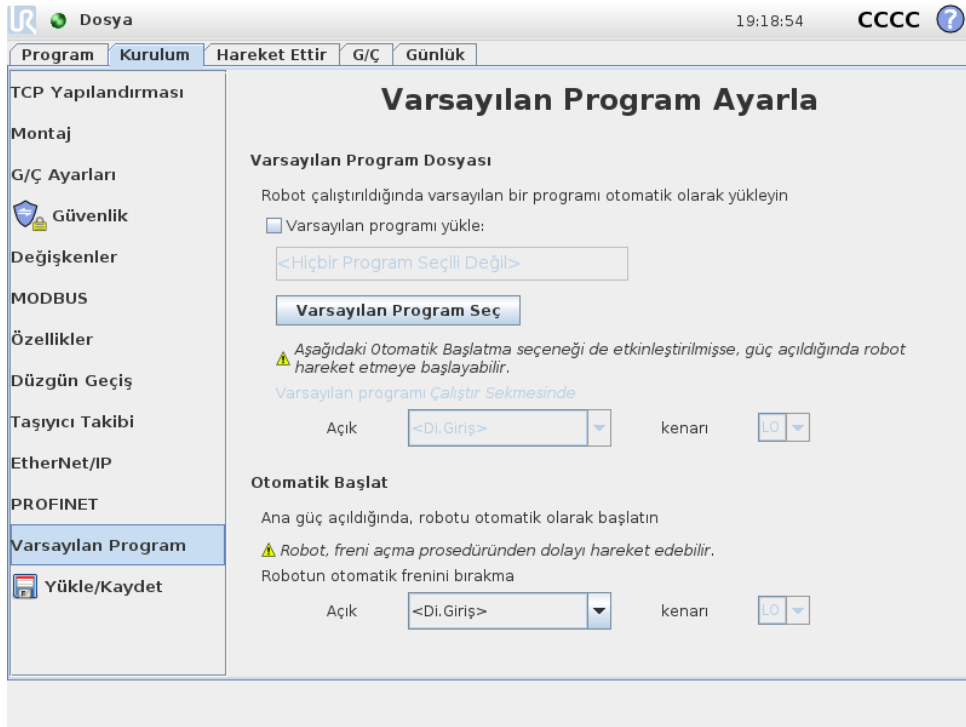 UR Dosya 19:18:54 CCCC ?
Program Kurulum Hareket Ettir G/Ç Günlük
TCP Yapılandırması
Montaj
G/Ç Ayarları
Güvenlik
Değişkenler
MODBUS
Özellikler
Düzgün Geçiş
Taşıyıcı Takibi
EtherNet/IP
PROFINET
Varsayılan Program
Yükle/Kaydet
Varsayılan Program Ayarla
Varsayılan Program Dosyası
Robot çalıştırıldığında varsayılan bir programı otomatik olarak yükleyin
Varsayılan programı yükle:
<Hiçbir Program Seçili Değil>
Varsayılan Program Seç
Aşağıdaki Otomatik Başlatma seçeneği de etkinleştirilmişse, güç açıldığında robot
hareket etmeye başlayabilir.
Varsayılan programı Çalıştır Sekmesinde
Açık <Di.Giriş> kenarı LO
Otomatik Başlat
Ana güç açıldığında, robotu otomatik olarak başlatın
Robot, freni açma prosedüründen dolayı hareket edebilir.
Robotun otomatik frenini bırakma
Açık <Di.Giriş> kenarı LO